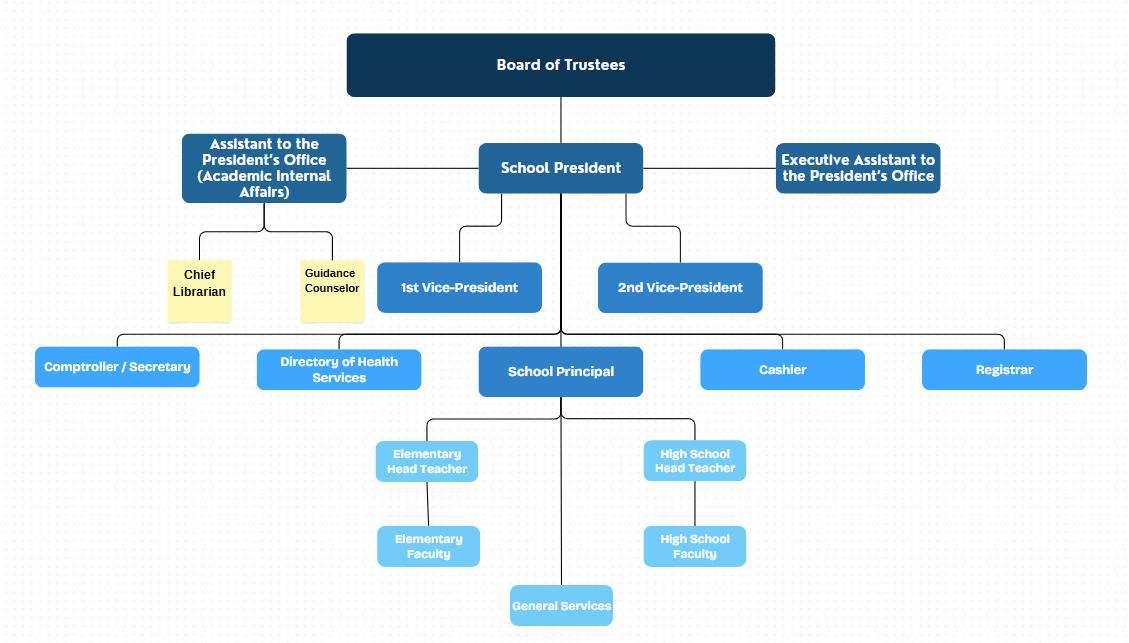 Board of Trustees
Assistant to the
President's Office
(Academic Internal
Affairs)
School President
Executive Assistant to
the President's Office
Chief
Librarian
Guidance
Counselor
1st Vice-President
2nd Vice-President
Comptroller / Secretary
Directory of Health
Services
School Principal
Cashier
Registrar
Elementary
Head Teacher
High School
Head Teacher
Elementary
Faculty
High School
Faculty
General Services